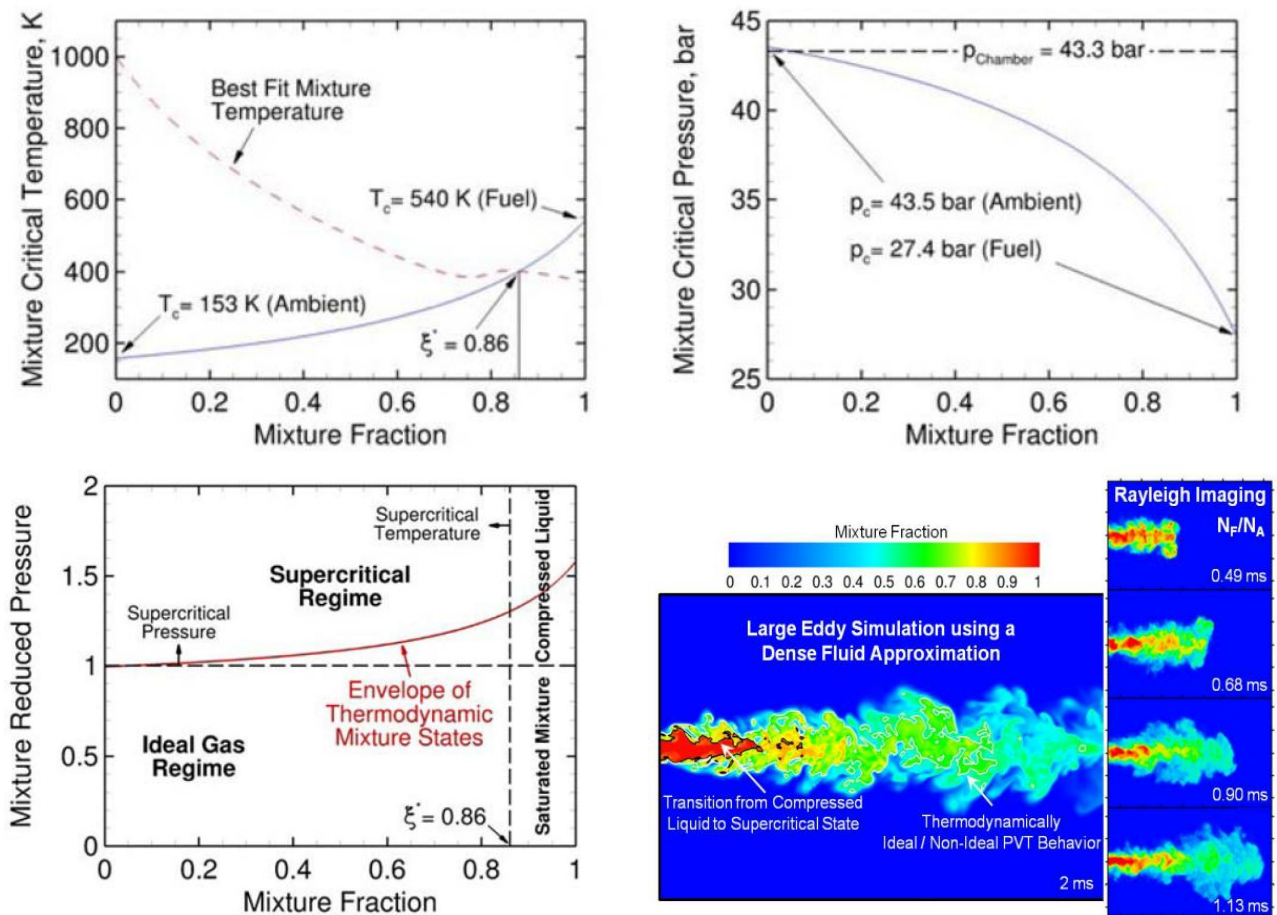 Mixture Critical Temperature, K
1000
800
600
400
200
Best Fit Mixture
Temperature
T_c= 540 K (Fuel)
T_c= 153 K (Ambient)
ξ* = 0.86
0
0.2
0.4
0.6
0.8
1
Mixture Fraction
Mixture Critical Pressure, bar
45
40
35
30
25
p_Chamber = 43.3 bar
p_c= 43.5 bar (Ambient)
p_c= 27.4 bar (Fuel)
0
0.2
0.4
0.6
0.8
1
Mixture Fraction
Mixture Reduced Pressure
2
1.5
1
0.5
0
Supercritical
Temperature
Supercritical
Regime
Supercritical
Pressure
Envelope of
Thermodynamic
Mixture States
Ideal Gas
Regime
ξ* = 0.86
Saturated Mixture
Compressed Liquid
0
0.2
0.4
0.6
0.8
1
Mixture Fraction
Mixture Fraction
0 0.1 0.2 0.3 0.4 0.5 0.6 0.7 0.8 0.9 1
Large Eddy Simulation using a
Dense Fluid Approximation
Transition from Compressed
Liquid to Supercritical State
Thermodynamically
Ideal / Non-Ideal PVT Behavior
2 ms
Rayleigh Imaging
N_F/N_A
0.49 ms
0.68 ms
0.90 ms
1.13 ms